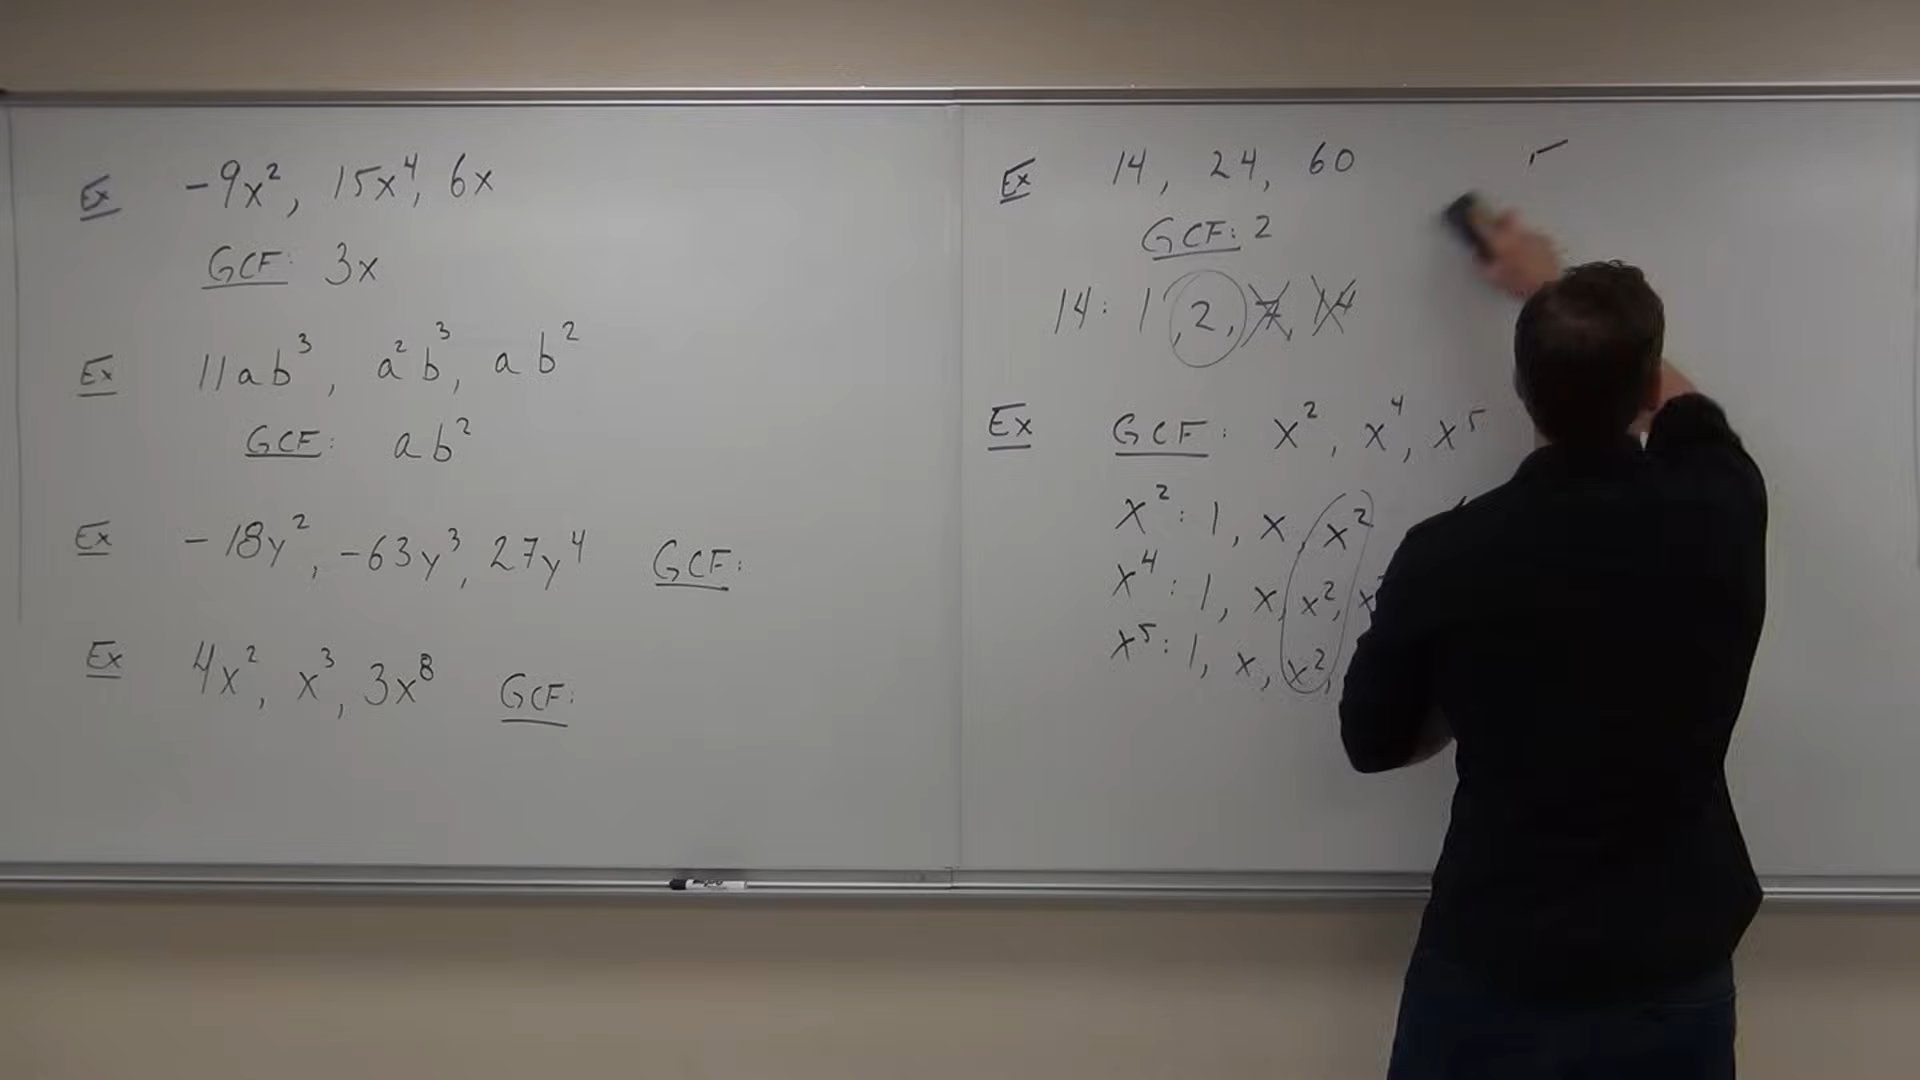 Ex -9x², 15x⁴, 6x
GCF: 3x
Ex 11ab³, a²b³, ab²
GCF: ab²
Ex -18y², -63y³, 27y⁴ GCF:
Ex 4x², x³, 3x⁸ GCF:
Ex 14, 24, 60
GCF: 2
14: 1, 2, 7, 14
Ex GCF: x², x⁴, x⁵
x²: 1, x, x²
x⁴: 1, x, x²,
x⁵: 1, x, x²,